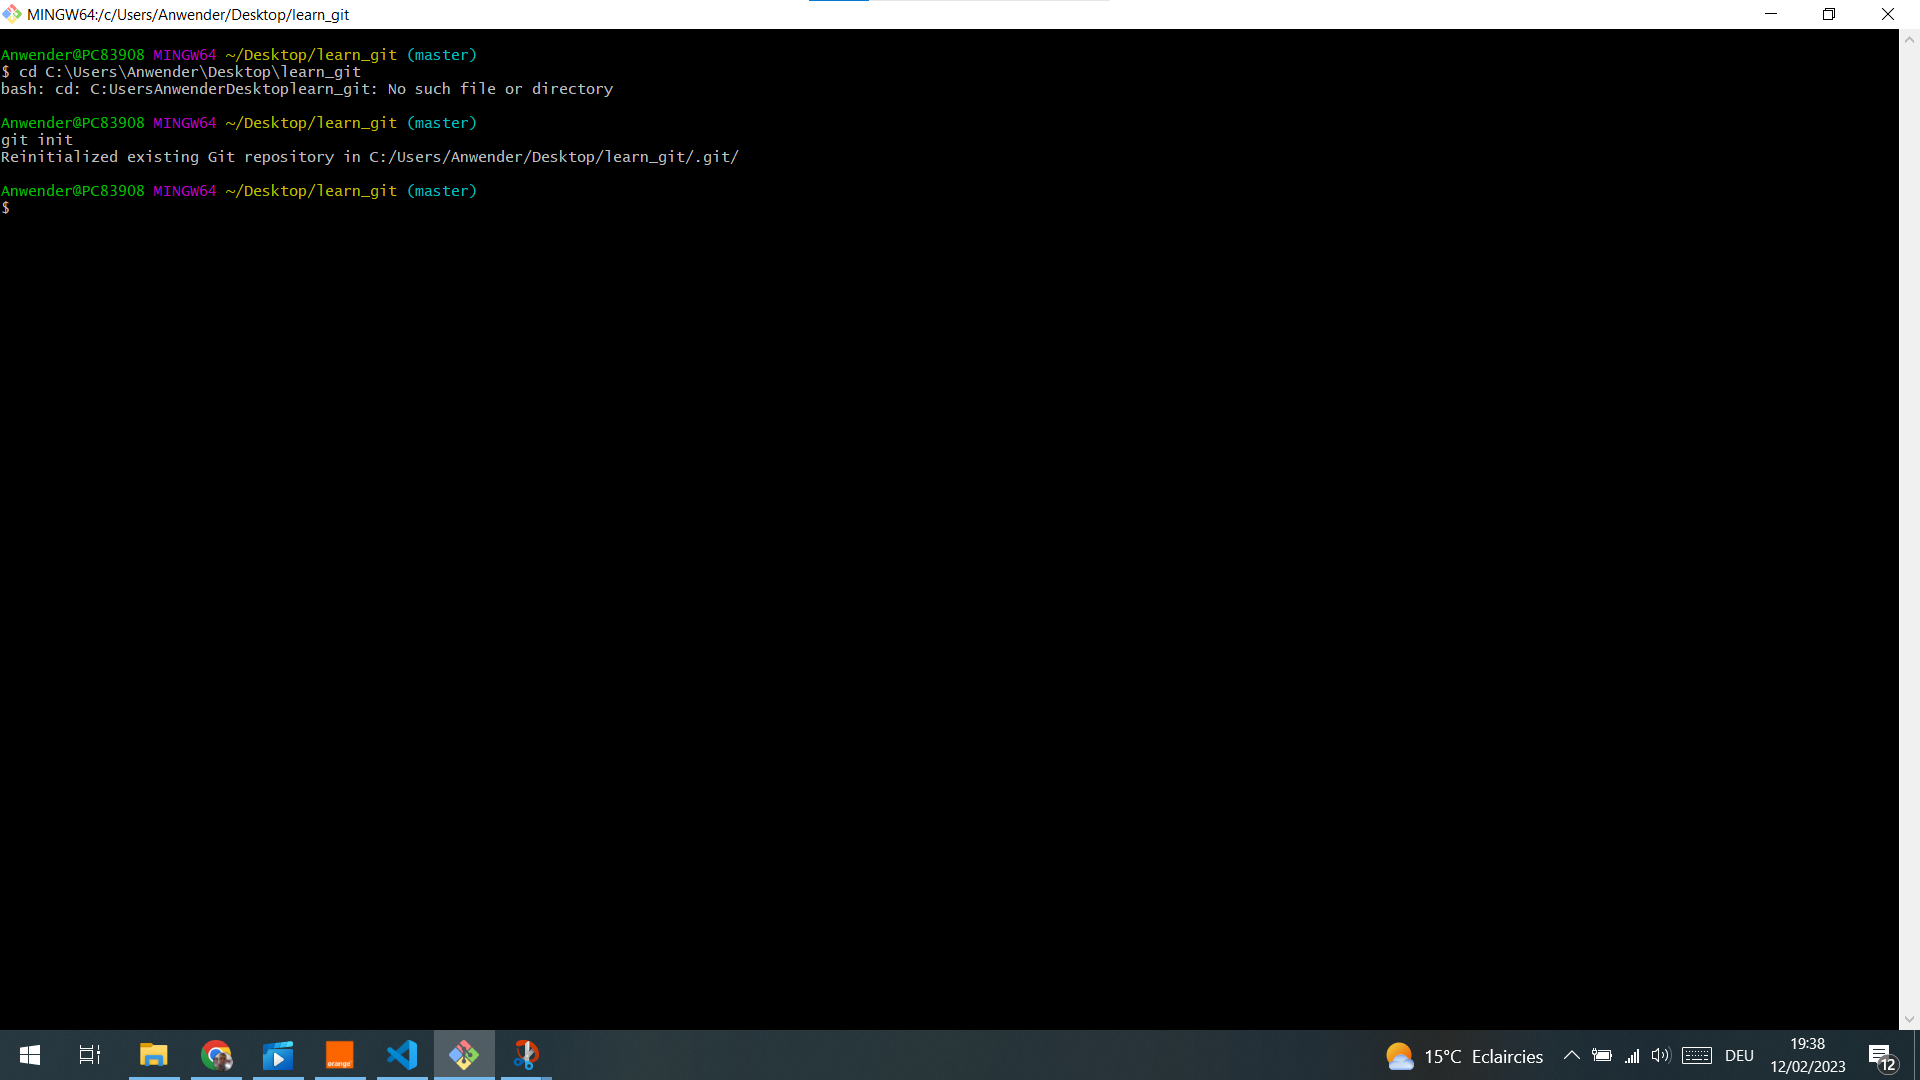 MINGW64:/c/Users/Anwender/Desktop/learn_git
Anwender@PC83908 MINGW64 ~/Desktop/learn_git (master)
$ cd C:\Users\Anwender\Desktop\learn_git
bash: cd: C:UsersAnwenderDesktoplearn_git: No such file or directory
Anwender@PC83908 MINGW64 ~/Desktop/learn_git (master)
git init
Reinitialized existing Git repository in C:/Users/Anwender/Desktop/learn_git/.git/
Anwender@PC83908 MINGW64 ~/Desktop/learn_git (master)
$
orange
15°C Eclaircies
DEU
19:38
12/02/2023
12